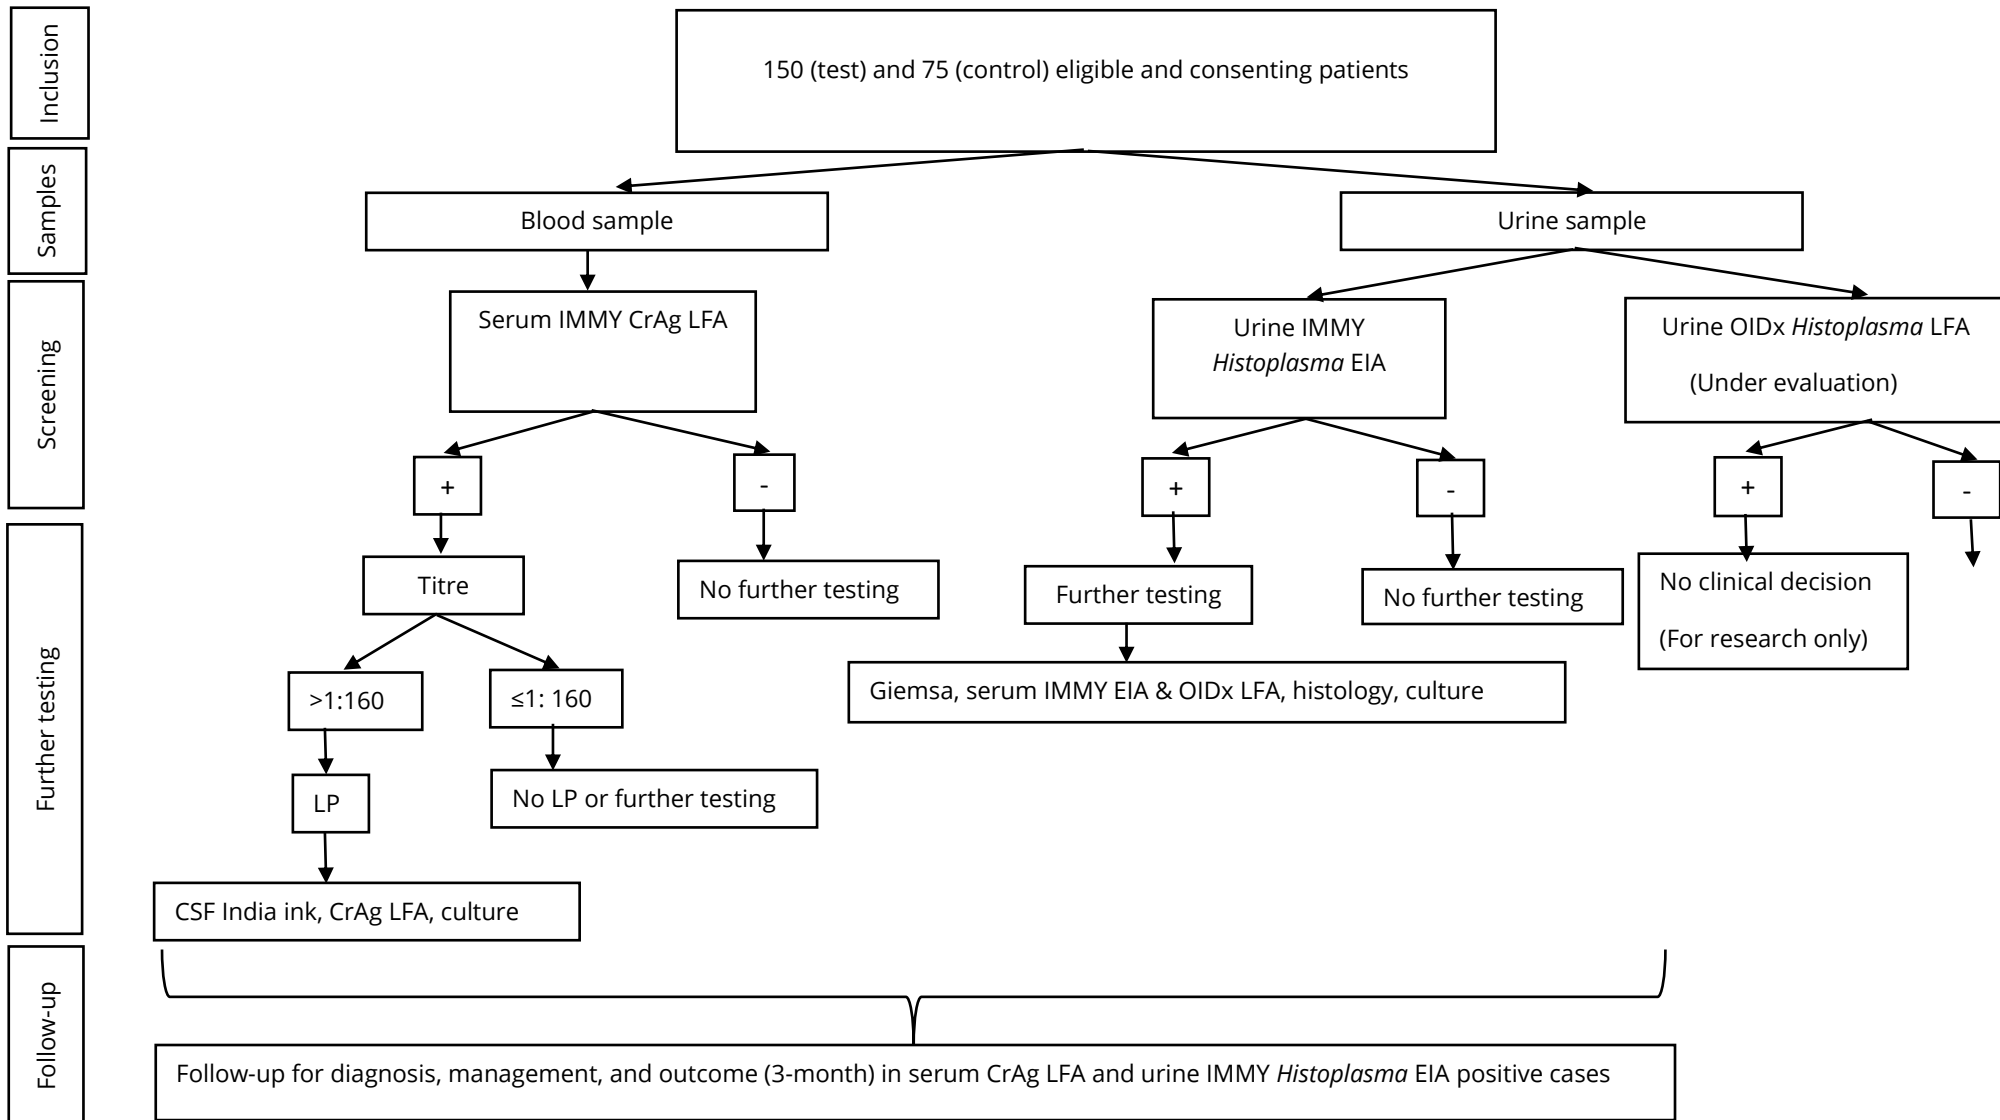 Inclusion
150 (test) and 75 (control) eligible and consenting patients
Samples
Blood sample
Urine sample
Screening
Serum IMMY CrAg LFA
Urine IMMY
Histoplasma EIA
Urine OIDx Histoplasma LFA
(Under evaluation)
+
-
+
-
+
-
Further testing
Titre
No further testing
Further testing
No further testing
No clinical decision
(For research only)
>1:160
≤1: 160
Giemsa, serum IMMY EIA & OIDx LFA, histology, culture
LP
No LP or further testing
CSF India ink, CrAg LFA, culture
Follow-up
Follow-up for diagnosis, management, and outcome (3-month) in serum CrAg LFA and urine IMMY Histoplasma EIA positive cases